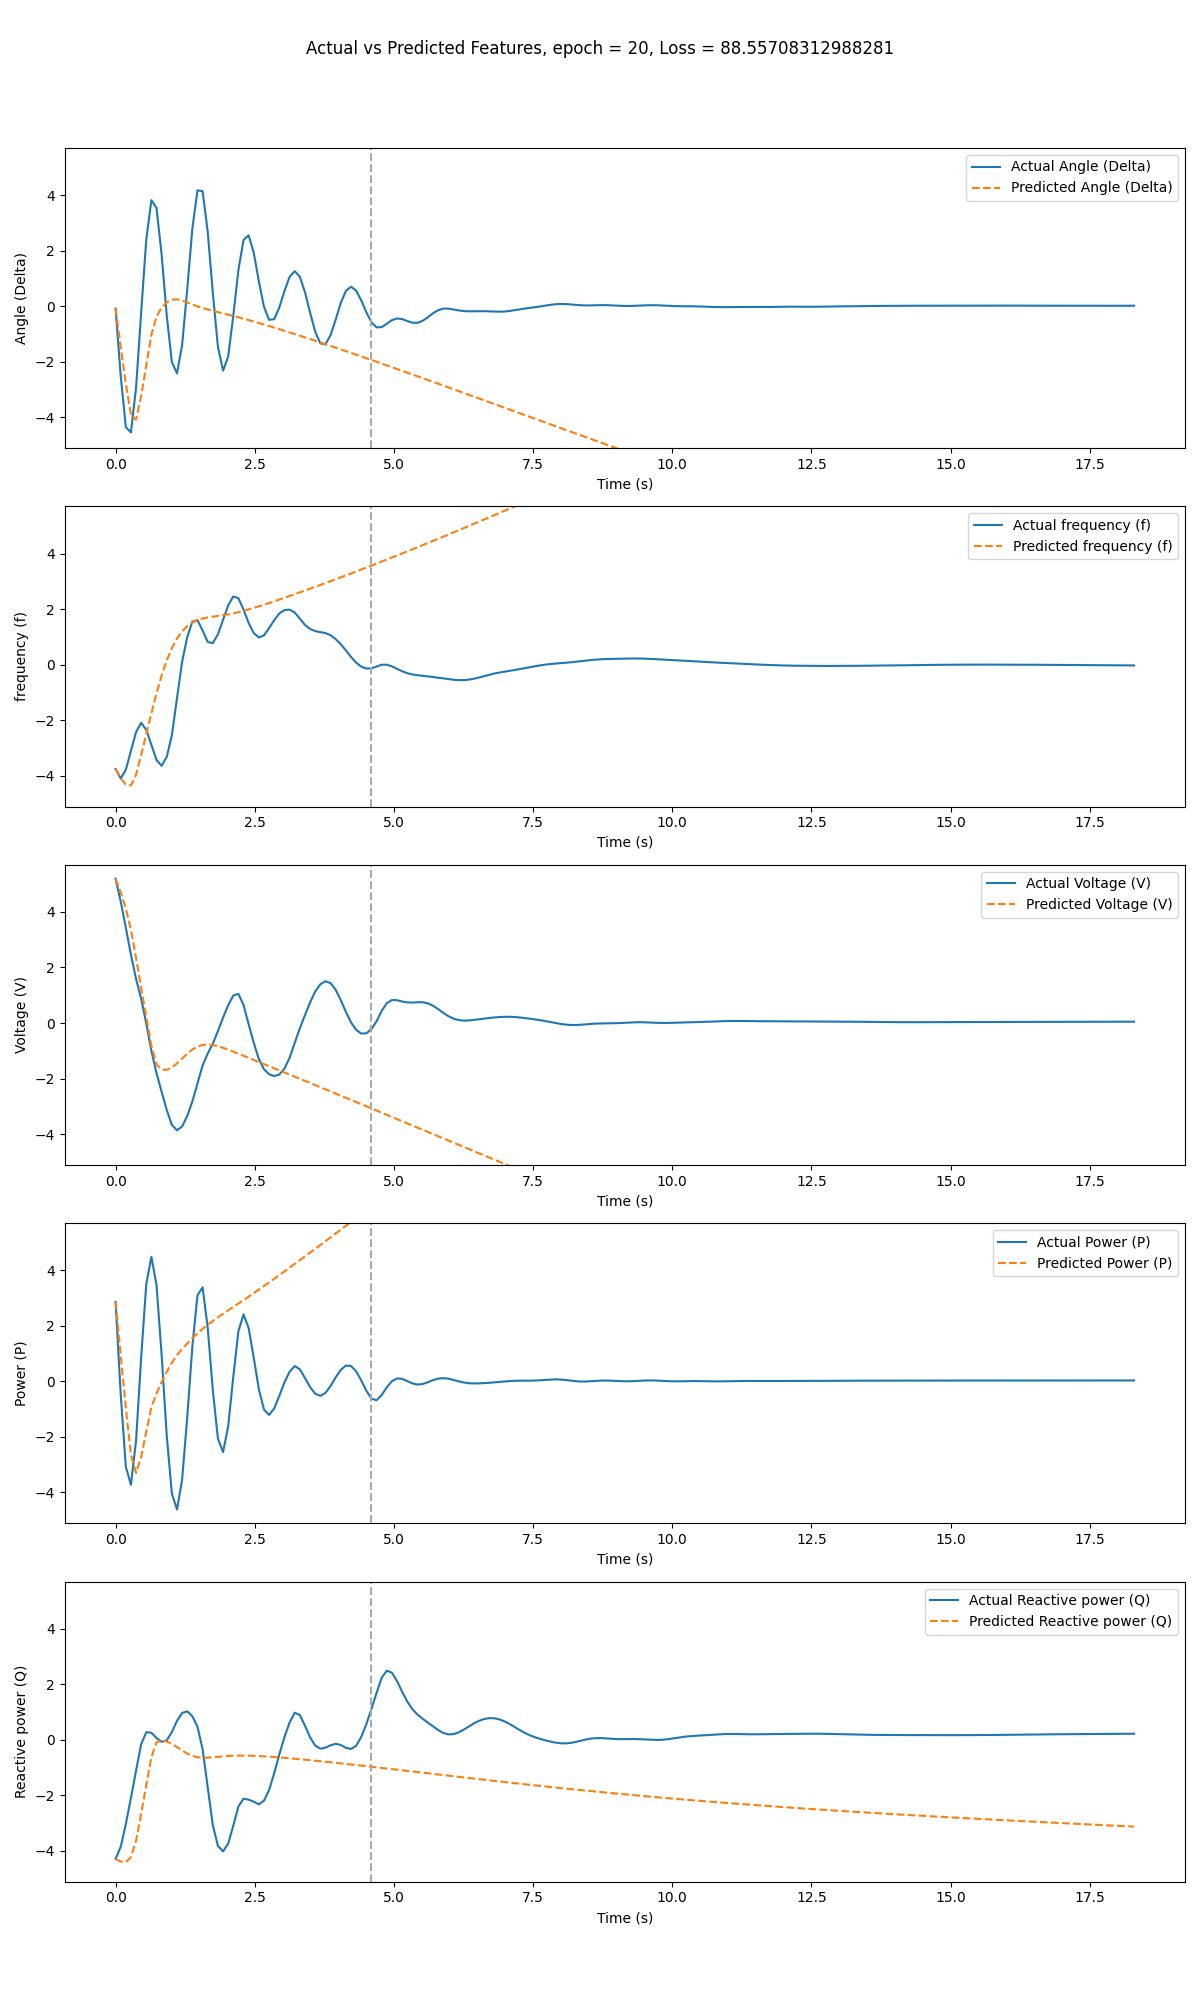 Actual vs Predicted Features, epoch = 20, Loss = 88.55708312988281
Actual Angle (Delta)
Predicted Angle (Delta)
Angle (Delta)
4
2
0
−2
−4
0.0 2.5 5.0 7.5 10.0 12.5 15.0 17.5
Time (s)
Actual frequency (f)
Predicted frequency (f)
frequency (f)
4
2
0
−2
−4
0.0 2.5 5.0 7.5 10.0 12.5 15.0 17.5
Time (s)
Actual Voltage (V)
Predicted Voltage (V)
Voltage (V)
4
2
0
−2
−4
0.0 2.5 5.0 7.5 10.0 12.5 15.0 17.5
Time (s)
Actual Power (P)
Predicted Power (P)
Power (P)
4
2
0
−2
−4
0.0 2.5 5.0 7.5 10.0 12.5 15.0 17.5
Time (s)
Actual Reactive power (Q)
Predicted Reactive power (Q)
Reactive power (Q)
4
2
0
−2
−4
0.0 2.5 5.0 7.5 10.0 12.5 15.0 17.5
Time (s)